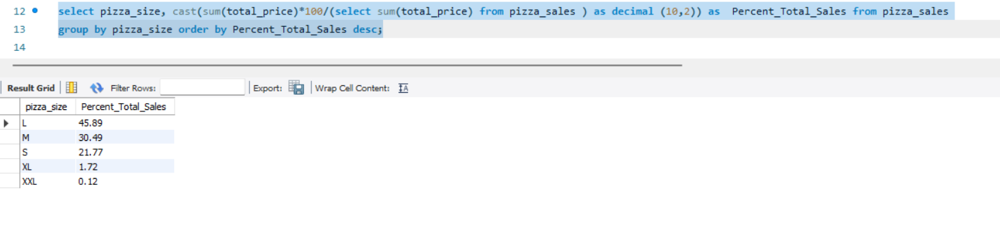 12 select pizza_size, cast(sum(total_price)*100/(select sum(total_price) from pizza_sales ) as decimal (10,2)) as  Percent_Total_Sales from pizza_sales
13 group by pizza_size order by Percent_Total_Sales desc;
14
Result Grid Filter Rows: Export: Wrap Cell Content: IA
pizza_size Percent_Total_Sales
L 45.89
M 30.49
S 21.77
XL 1.72
XXL 0.12